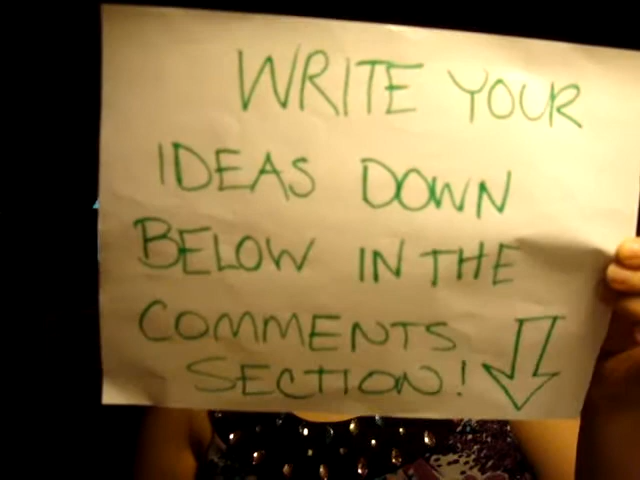 WRITE YOUR
IDEAS DOWN
BELOW IN THE
COMMENTS
SECTION!